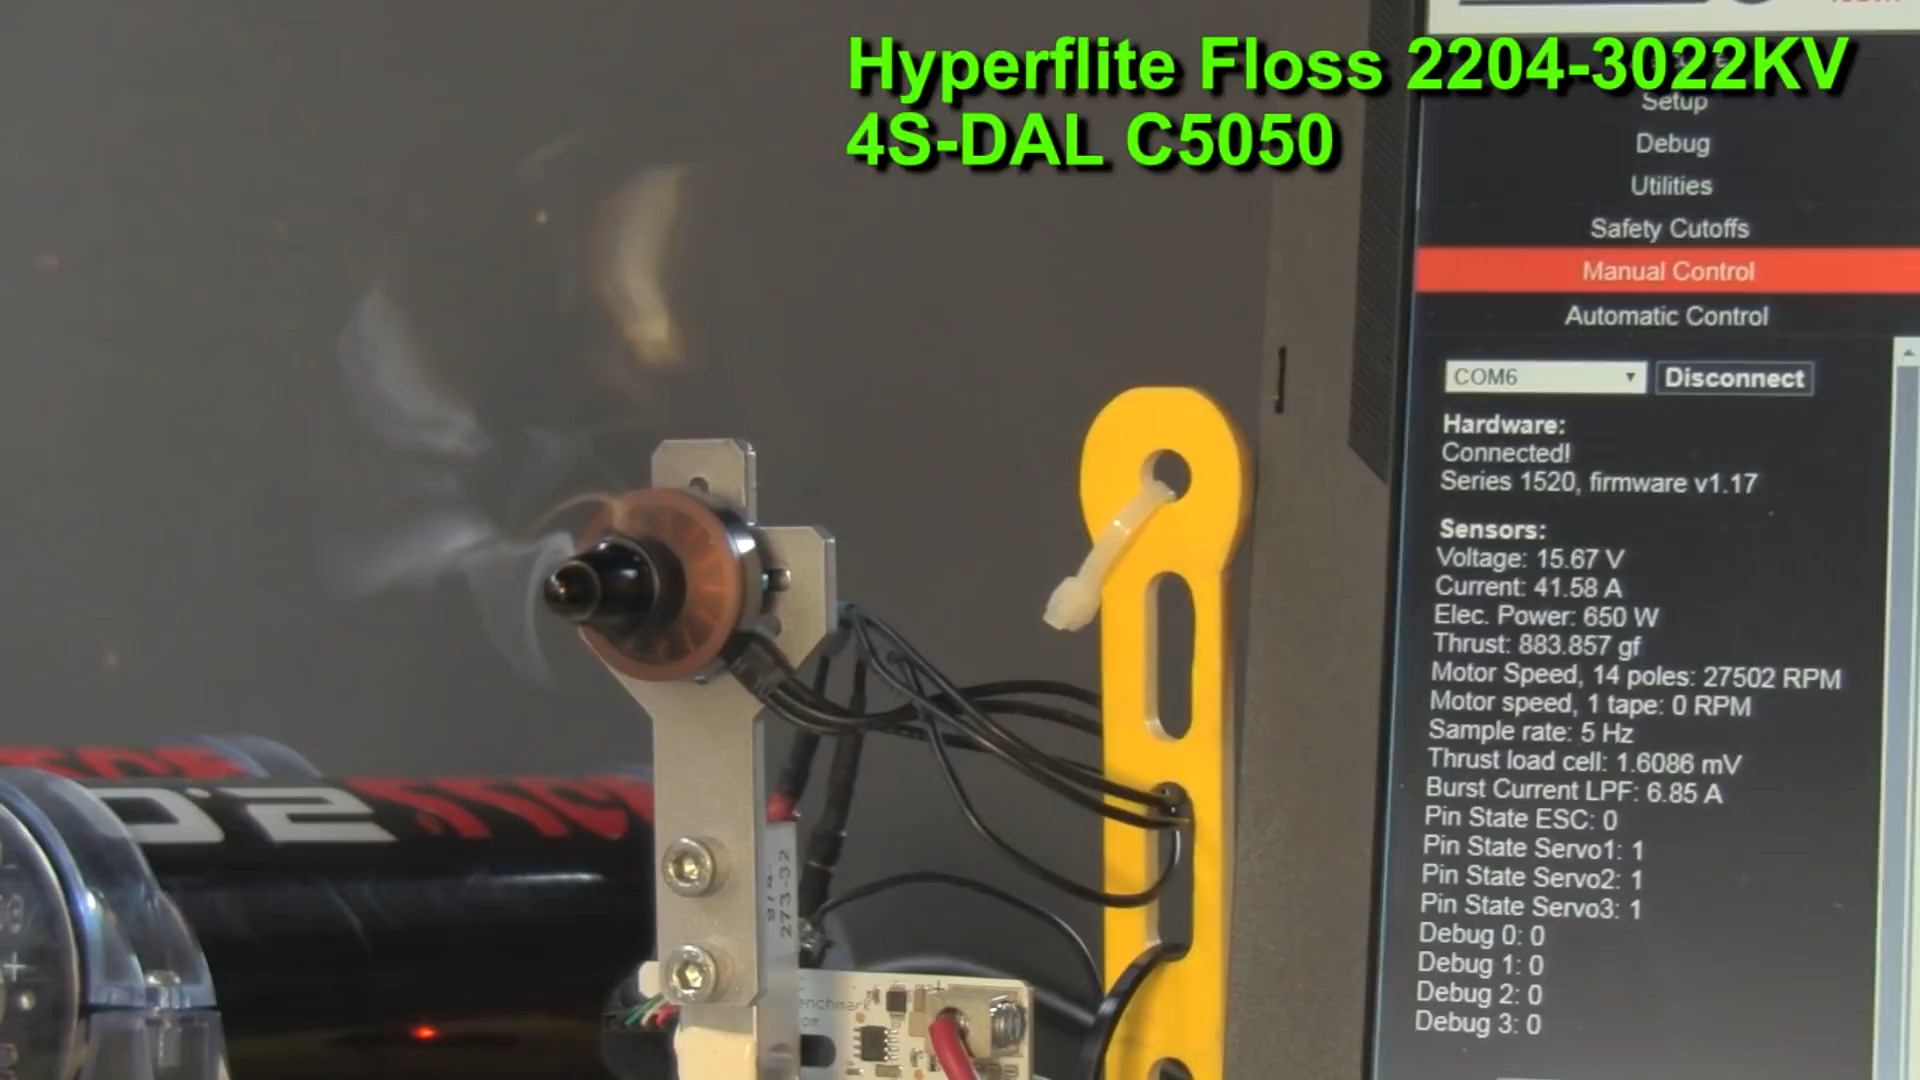 Hyperflite Floss 2204-3022KV
4S-DAL C5050
Setup
Debug
Utilities
Safety Cutoffs
Manual Control
Automatic Control
COM6
Disconnect
Hardware:
Connected!
Series 1520, firmware v1.17
Sensors:
Voltage: 15.67 V
Current: 41.58 A
Elec. Power: 650 W
Thrust: 883.857 gf
Motor Speed, 14 poles: 27502 RPM
Motor speed, 1 tape: 0 RPM
Sample rate: 5 Hz
Thrust load cell: 1.6086 mV
Burst Current LPF: 6.85 A
Pin State ESC: 0
Pin State Servo1: 1
Pin State Servo2: 1
Pin State Servo3: 1
Debug 0: 0
Debug 1: 0
Debug 2: 0
Debug 3: 0
2.0
273-32